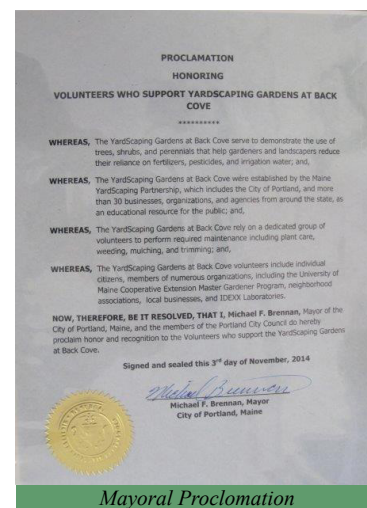 PROCLAMATION
HONORING
VOLUNTEERS WHO SUPPORT YARDSCAPING GARDENS AT BACK
COVE
**********
WHEREAS, The YardScaping Gardens at Back Cove serve to demonstrate the use of
trees, shrubs, and perennials that help gardeners and landscapers reduce
their reliance on fertilizers, pesticides, and irrigation water; and,
WHEREAS, The YardScaping Gardens at Back Cove were established by the Maine
YardScaping Partnership, which includes the City of Portland, and more
than 30 businesses, organizations, and agencies from around the state, as
an educational resource for the public; and,
WHEREAS, The YardScaping Gardens at Back Cove rely on a dedicated group of
volunteers to perform required maintenance including plant care,
weeding, mulching, and trimming; and,
WHEREAS, The YardScaping Gardens at Back Cove volunteers include individual
citizens, members of numerous organizations, including the University of
Maine Cooperative Extension Master Gardener Program, neighborhood
associations, local businesses, and IDEXX Laboratories.
NOW, THEREFORE, BE IT RESOLVED, THAT I, Michael F. Brennan, Mayor of the
City of Portland, Maine, and the members of the Portland City Council do hereby
proclaim honor and recognition to the Volunteers who support the YardScaping Gardens
at Back Cove.
Signed and sealed this 3rd day of November, 2014
Michael Brennan
Michael F. Brennan, Mayor
City of Portland, Maine
Mayoral Proclomation